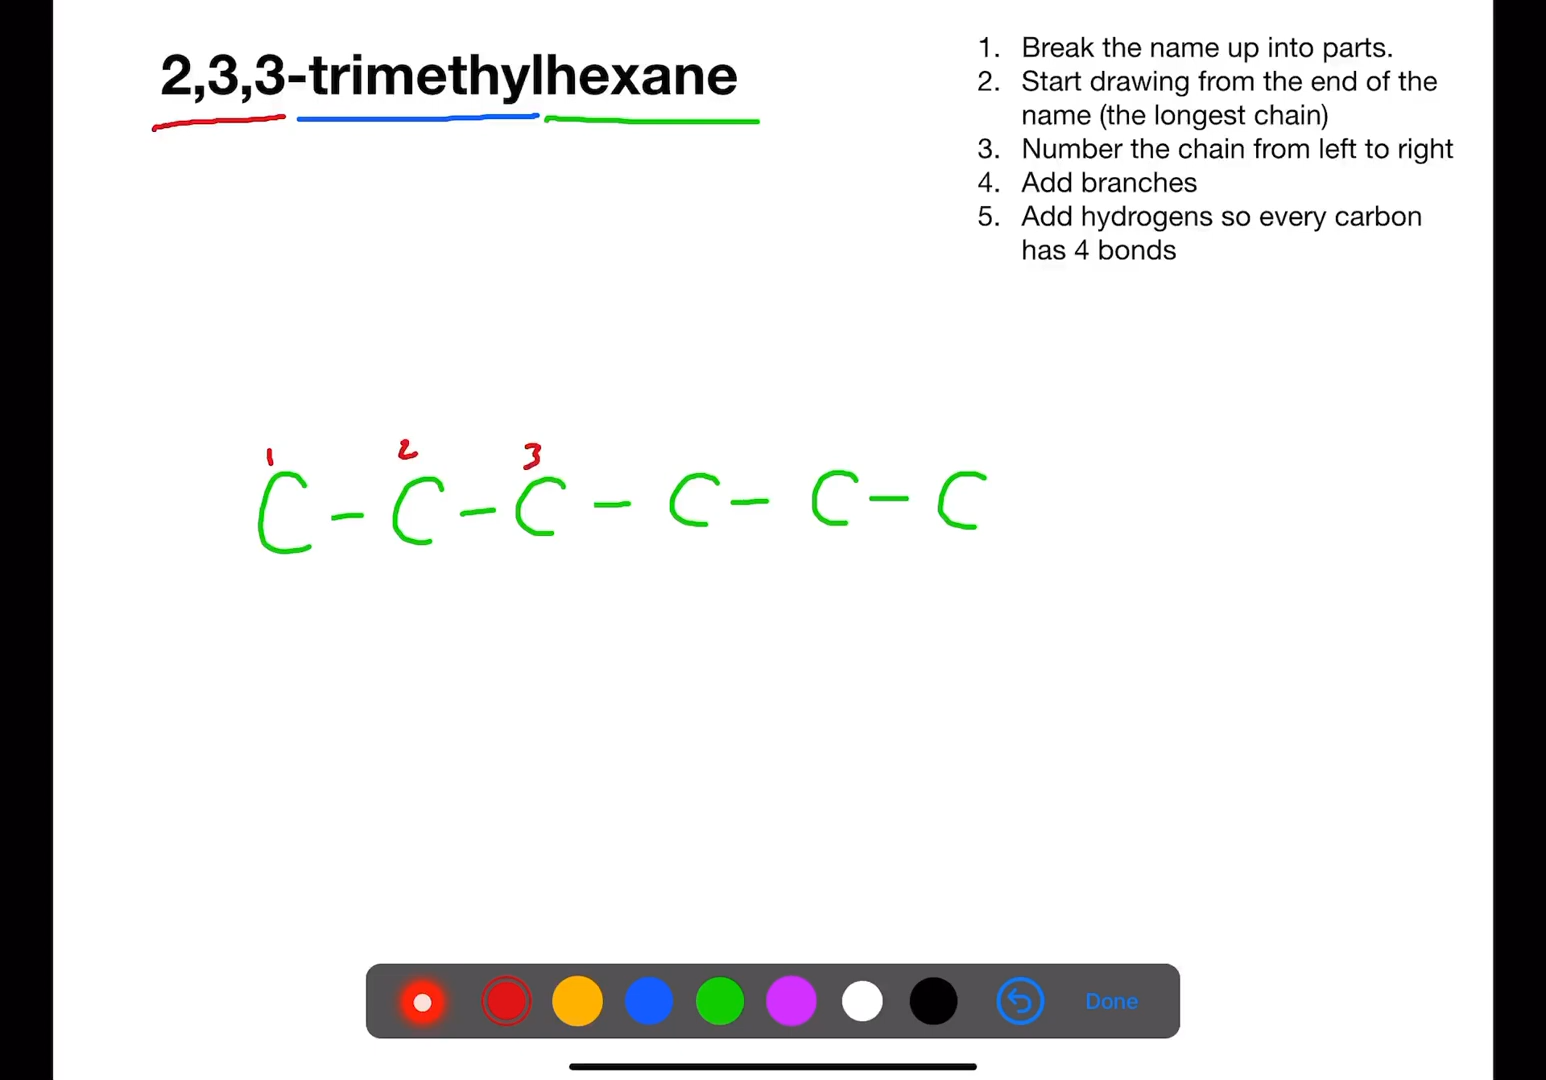 2,3,3-trimethylhexane
1. Break the name up into parts.
2. Start drawing from the end of the
name (the longest chain)
3. Number the chain from left to right
4. Add branches
5. Add hydrogens so every carbon
has 4 bonds
1 2 3
C - C - C - C - C - C
Done